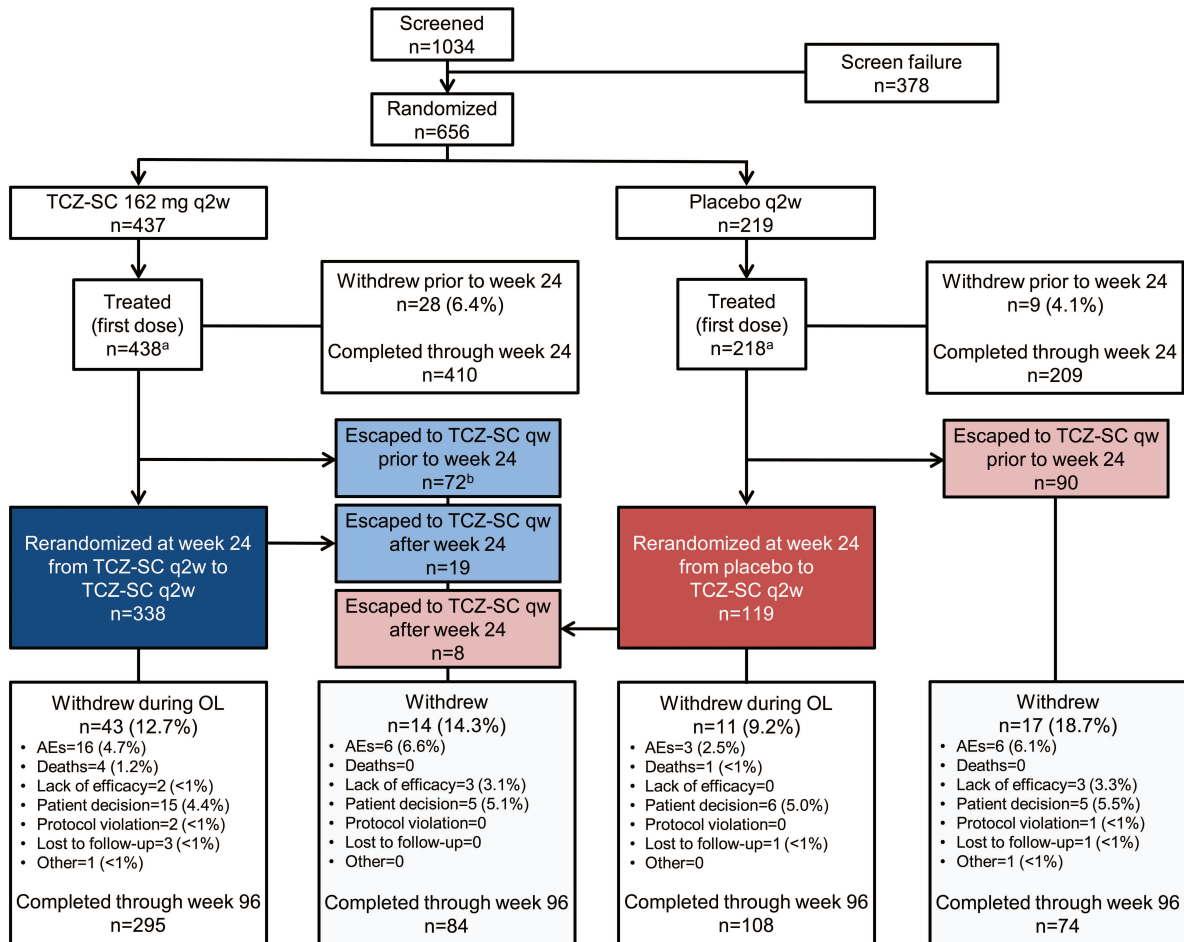 Screened
n=1034
Screen failure
n=378
Randomized
n=656
TCZ-SC 162 mg q2w
n=437
Placebo q2w
n=219
Treated
(first dose)
n=438a
Withdrew prior to week 24
n=28 (6.4%)
Completed through week 24
n=410
Treated
(first dose)
n=218a
Withdrew prior to week 24
n=9 (4.1%)
Completed through week 24
n=209
Escaped to TCZ-SC qw
prior to week 24
n=72b
Escaped to TCZ-SC qw
prior to week 24
n=90
Rerandomized at week 24
from TCZ-SC q2w to
TCZ-SC q2w
n=338
Escaped to TCZ-SC qw
after week 24
n=19
Escaped to TCZ-SC qw
after week 24
n=8
Rerandomized at week 24
from placebo to
TCZ-SC q2w
n=119
Withdrew during OL
n=43 (12.7%)
• AEs=16 (4.7%)
• Deaths=4 (1.2%)
• Lack of efficacy=2 (<1%)
• Patient decision=15 (4.4%)
• Protocol violation=2 (<1%)
• Lost to follow-up=3 (<1%)
• Other=1 (<1%)
Completed through week 96
n=295
Withdrew
n=14 (14.3%)
• AEs=6 (6.6%)
• Deaths=0
• Lack of efficacy=3 (3.1%)
• Patient decision=5 (5.1%)
• Protocol violation=0
• Lost to follow-up=0
• Other=0
Completed through week 96
n=84
Withdrew during OL
n=11 (9.2%)
• AEs=3 (2.5%)
• Deaths=1 (<1%)
• Lack of efficacy=0
• Patient decision=6 (5.0%)
• Protocol violation=0
• Lost to follow-up=1 (<1%)
• Other=0
Completed through week 96
n=108
Withdrew
n=17 (18.7%)
• AEs=6 (6.1%)
• Deaths=0
• Lack of efficacy=3 (3.3%)
• Patient decision=5 (5.5%)
• Protocol violation=1 (<1%)
• Lost to follow-up=1 (<1%)
• Other=1 (<1%)
Completed through week 96
n=74